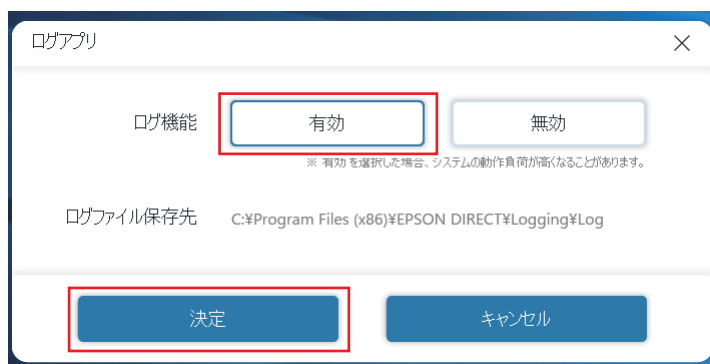 ログアプリ
ログ機能
有効
無効
※ 有効 を選択した場合、システムの動作負荷が高くなることがあります。
ログファイル保存先
C:¥Program Files (x86)¥EPSON DIRECT¥Logging¥Log
決定
キャンセル